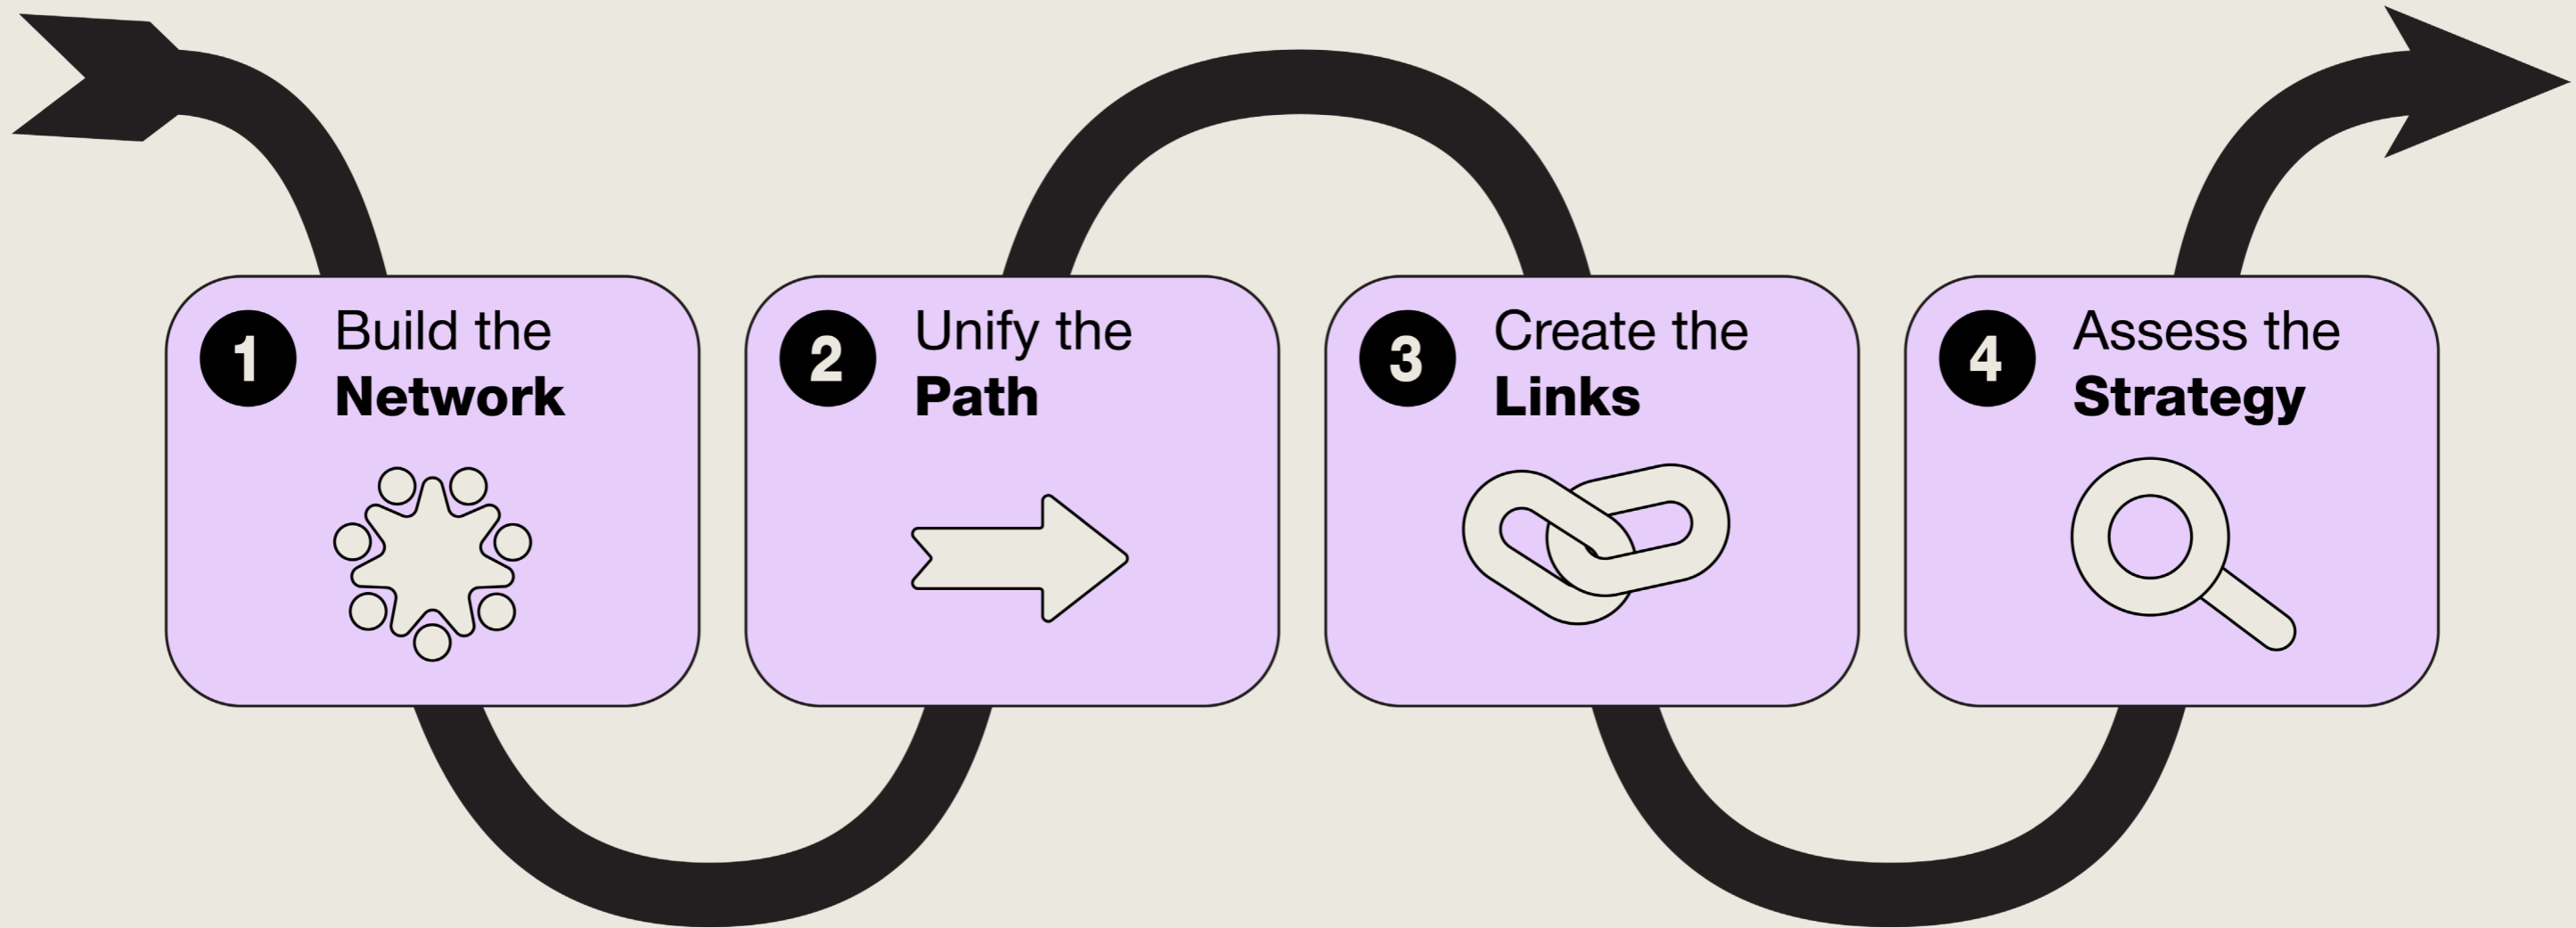 1
Build the
Network
2
Unify the
Path
3
Create the
Links
4
Assess the
Strategy